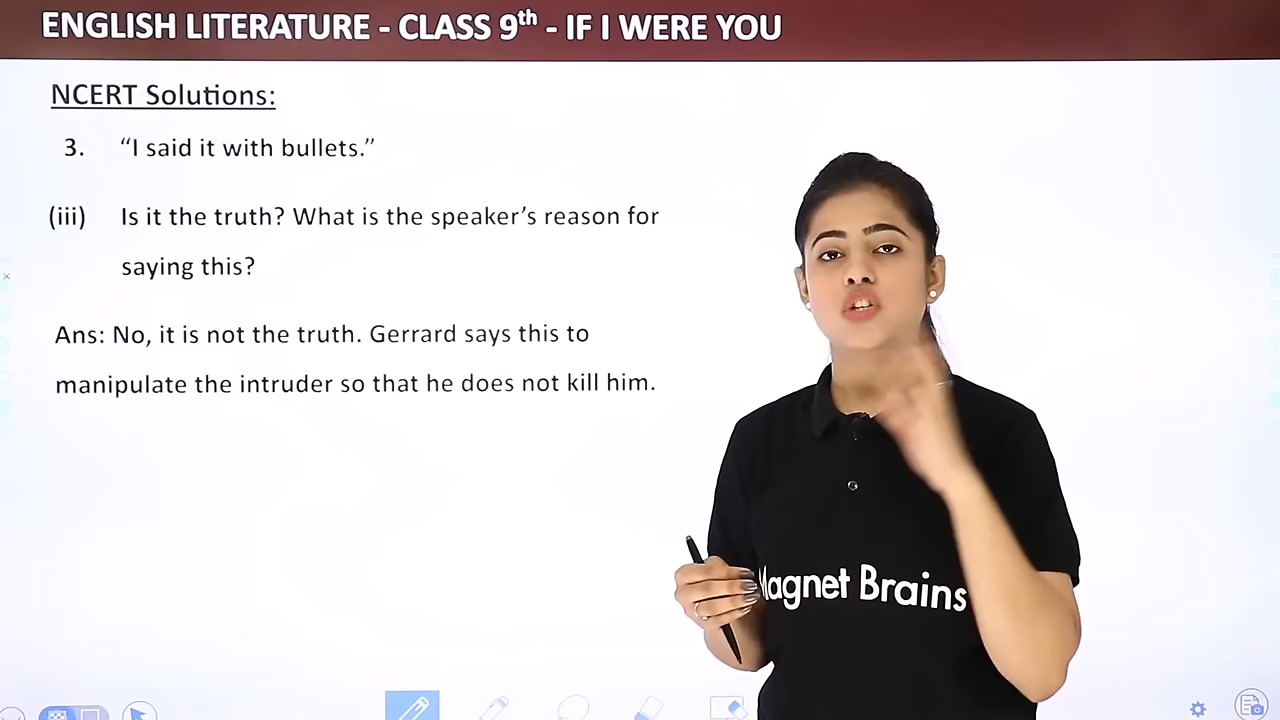 ENGLISH LITERATURE - CLASS 9th - IF I WERE YOU
NCERT Solutions:
3. “I said it with bullets.”
(iii) Is it the truth? What is the speaker’s reason for
saying this?
Ans: No, it is not the truth. Gerrard says this to
manipulate the intruder so that he does not kill him.
Magnet Brains